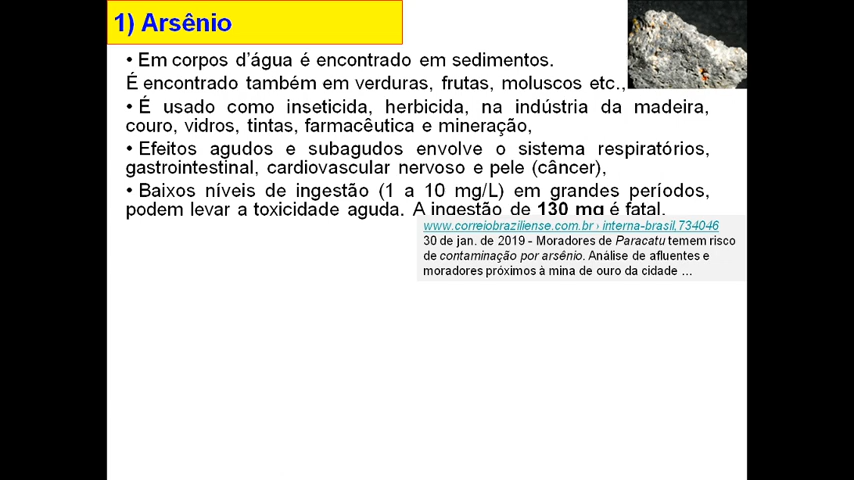 1) Arsênio
• Em corpos d’água é encontrado em sedimentos.
É encontrado também em verduras, frutas, moluscos etc.,
• É usado como inseticida, herbicida, na indústria da madeira,
couro, vidros, tintas, farmacêutica e mineração,
• Efeitos agudos e subagudos envolve o sistema respiratórios,
gastrointestinal, cardiovascular nervoso e pele (câncer),
• Baixos níveis de ingestão (1 a 10 mg/L) em grandes períodos,
podem levar a toxicidade aguda. A ingestão de 130 mg é fatal.
www.correiobraziliense.com.br › interna-brasil,734046
30 de jan. de 2019 - Moradores de Paracatu temem risco
de contaminação por arsênio. Análise de afluentes e
moradores próximos à mina de ouro da cidade ...